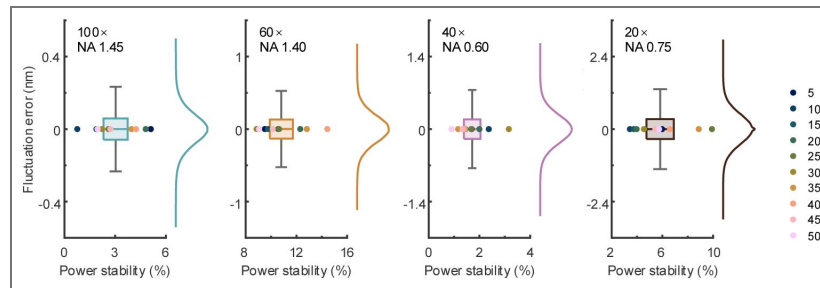 100×
NA 1.45
60×
NA 1.40
40×
NA 0.60
20×
NA 0.75
Fluctuation error (nm)
0.4
0
-0.4
1
0
-1
1.4
0
-1.4
2.4
0
-2.4
0 3 6
8 12 16
0 2 4
2 6 10
Power stability (%)
Power stability (%)
Power stability (%)
Power stability (%)
5
10
15
20
25
30
35
40
45
50